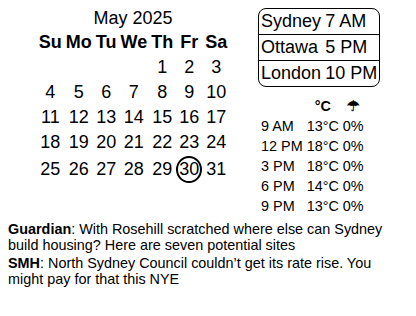 May 2025
Su Mo Tu We Th Fr Sa
1 2 3
4 5 6 7 8 9 10
11 12 13 14 15 16 17
18 19 20 21 22 23 24
25 26 27 28 29 30 31
Sydney 7 AM
Ottawa 5 PM
London 10 PM
°C ☂
9 AM 13°C 0%
12 PM 18°C 0%
3 PM 18°C 0%
6 PM 14°C 0%
9 PM 13°C 0%
Guardian: With Rosehill scratched where else can Sydney
build housing? Here are seven potential sites
SMH: North Sydney Council couldn’t get its rate rise. You
might pay for that this NYE